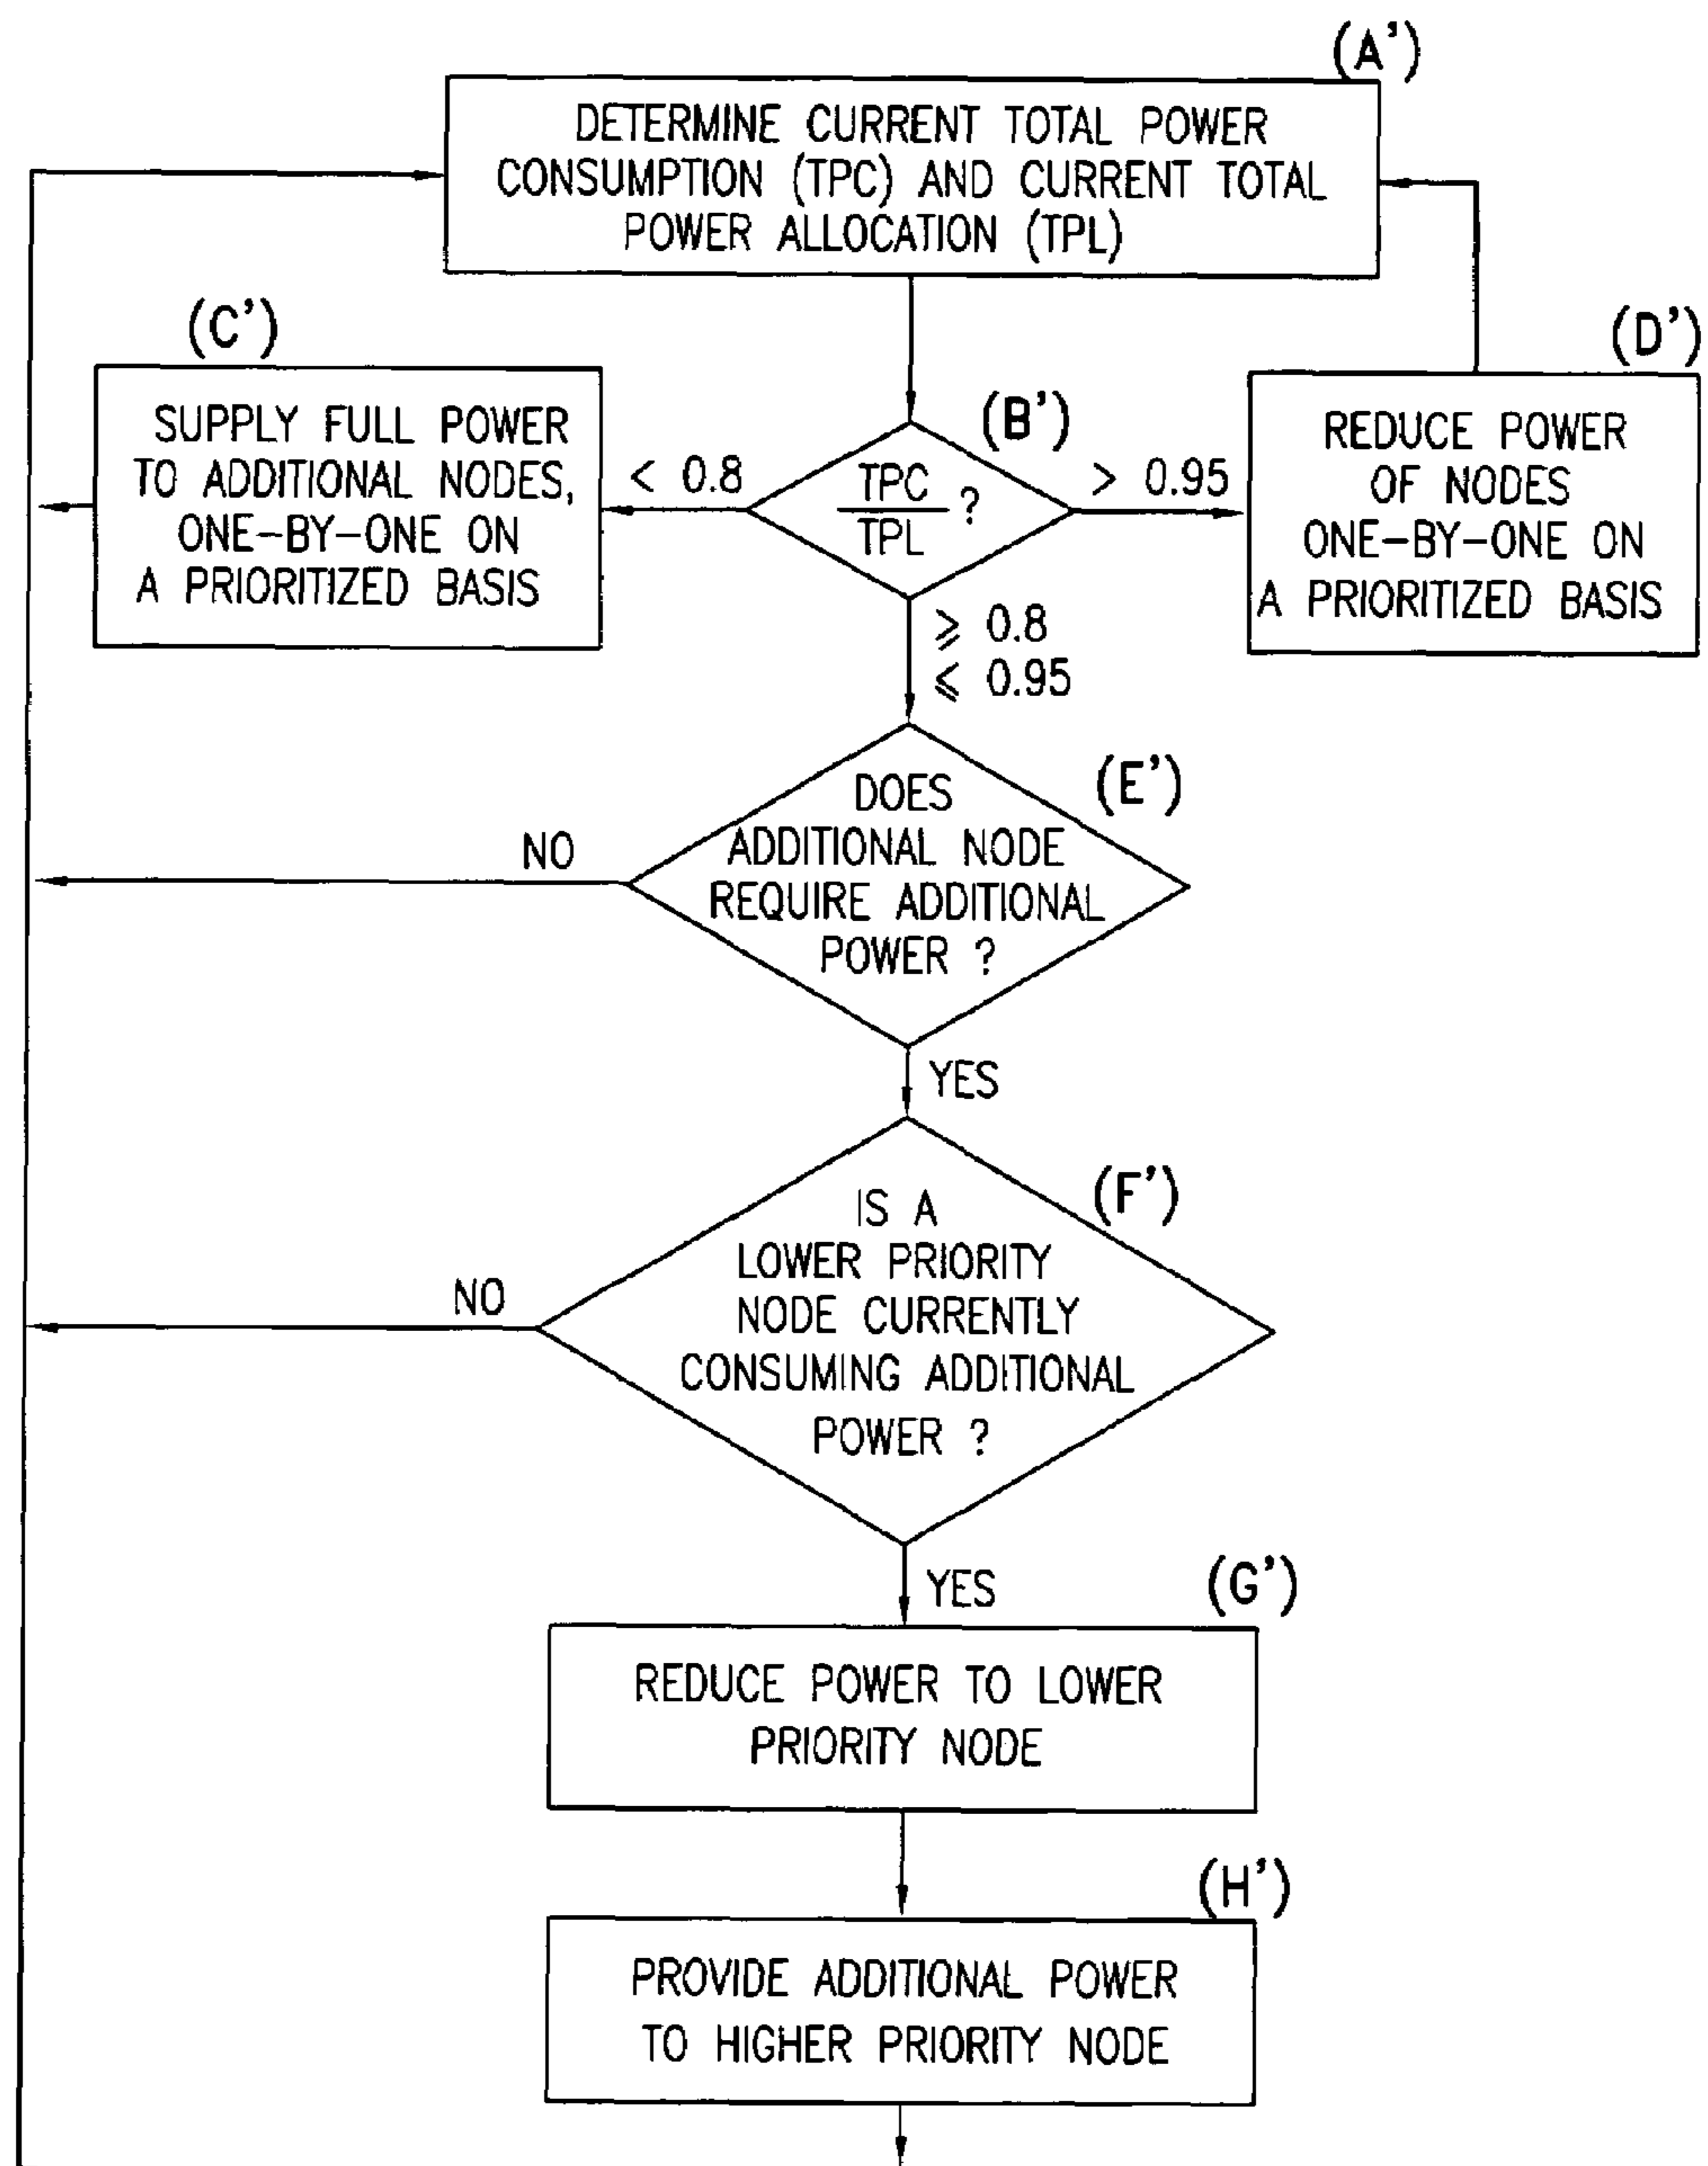 (A')
DETERMINE CURRENT TOTAL POWER
CONSUMPTION (TPC) AND CURRENT TOTAL
POWER ALLOCATION (TPL)
(C')
SUPPLY FULL POWER
TO ADDITIONAL NODES,
ONE-BY-ONE ON
A PRIORITIZED BASIS
< 0.8
(B')
TPC
TPL
?
> 0.95
(D')
REDUCE POWER
OF NODES
ONE-BY-ONE ON
A PRIORITIZED BASIS
⩾ 0.8
⩽ 0.95
(E')
DOES
ADDITIONAL NODE
REQUIRE ADDITIONAL
POWER ?
NO
YES
(F')
IS A
LOWER PRIORITY
NODE CURRENTLY
CONSUMING ADDITIONAL
POWER ?
NO
YES
(G')
REDUCE POWER TO LOWER
PRIORITY NODE
(H')
PROVIDE ADDITIONAL POWER
TO HIGHER PRIORITY NODE